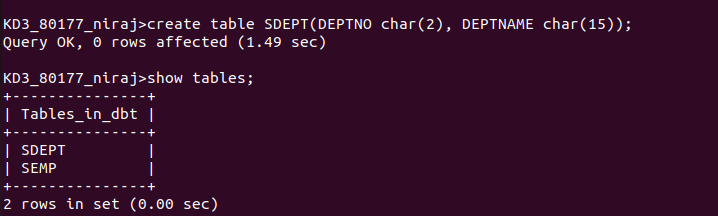 KD3_80177_niraj>create table SDEPT(DEPTNO char(2), DEPTNAME char(15));
Query OK, 0 rows affected (1.49 sec)
KD3_80177_niraj>show tables;
+---------------+
| Tables_in_dbt |
+---------------+
| SDEPT         |
| SEMP          |
+---------------+
2 rows in set (0.00 sec)